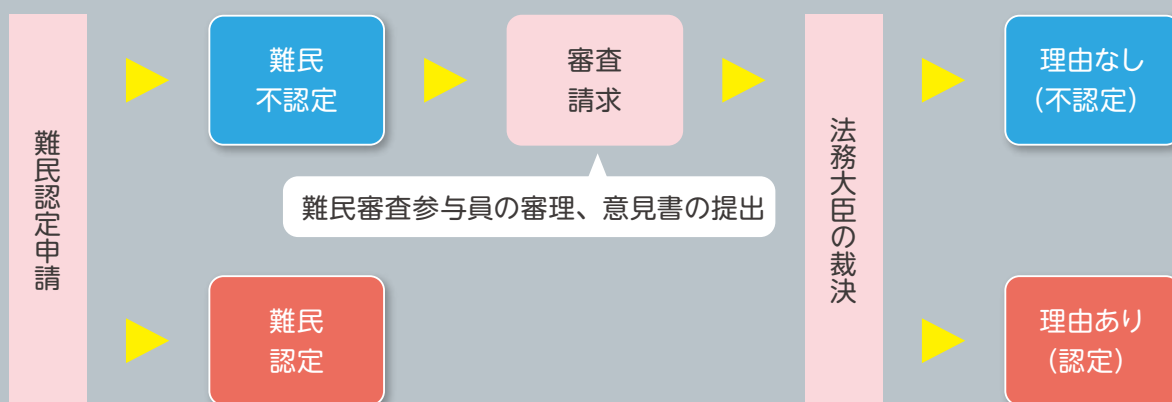 難民認定申請
難民
不認定
審査
請求
難民審査参与員の審理、意見書の提出
難民
認定
法務大臣の裁決
理由なし
(不認定)
理由あり
(認定)